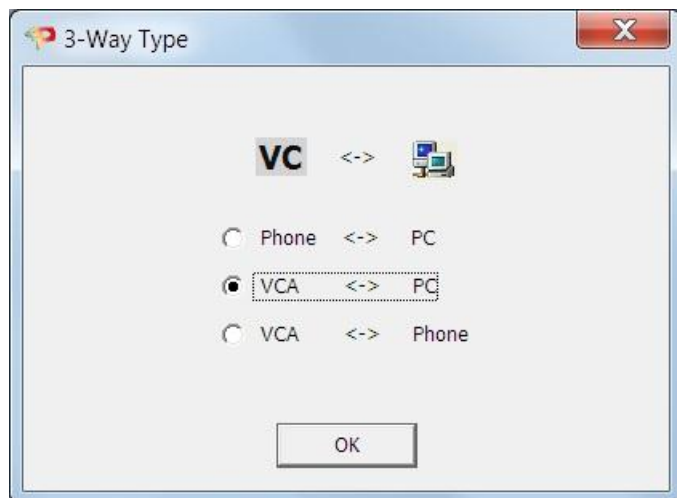 3-Way Type
VC <->
Phone <-> PC
VCA <-> PC
VCA <-> Phone
OK